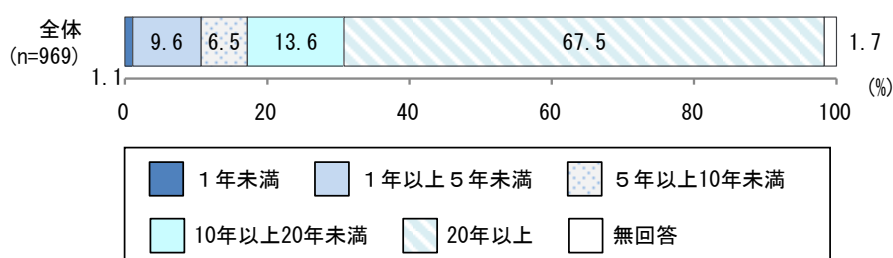 全体
(n=969)
9.6 6.5 13.6 67.5 1.7
1.1
0 20 40 60 80 100
(%)
１年未満 １年以上５年未満 ５年以上10年未満
10年以上20年未満 20年以上 無回答